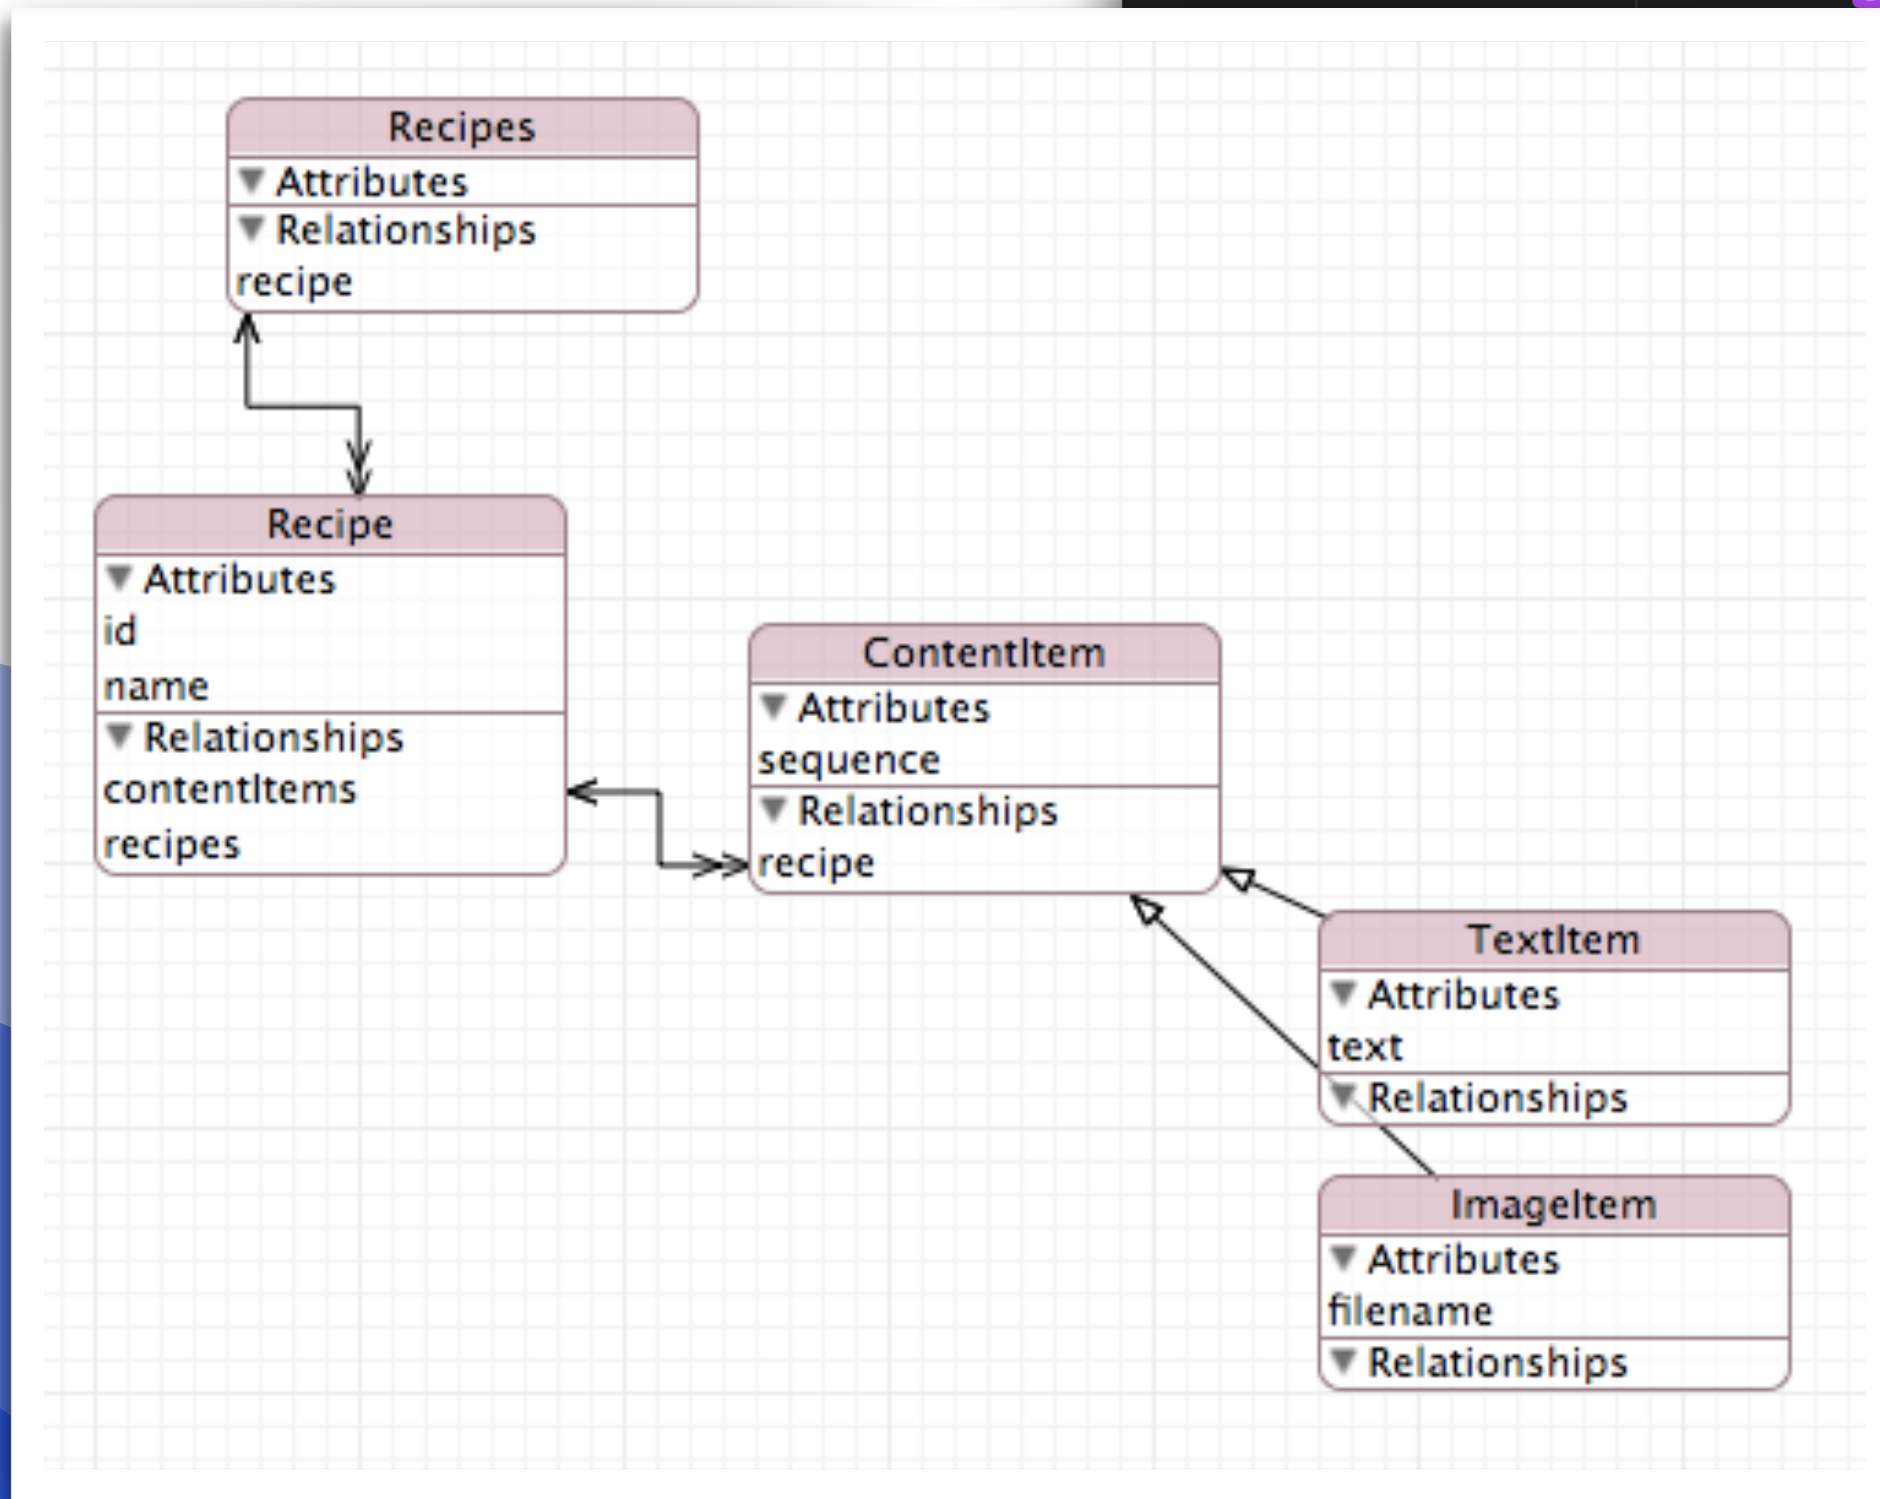 Recipes
Attributes
Relationships
recipe
Recipe
Attributes
id
name
Relationships
contentItems
recipes
ContentItem
Attributes
sequence
Relationships
recipe
TextItem
Attributes
text
Relationships
ImageItem
Attributes
filename
Relationships